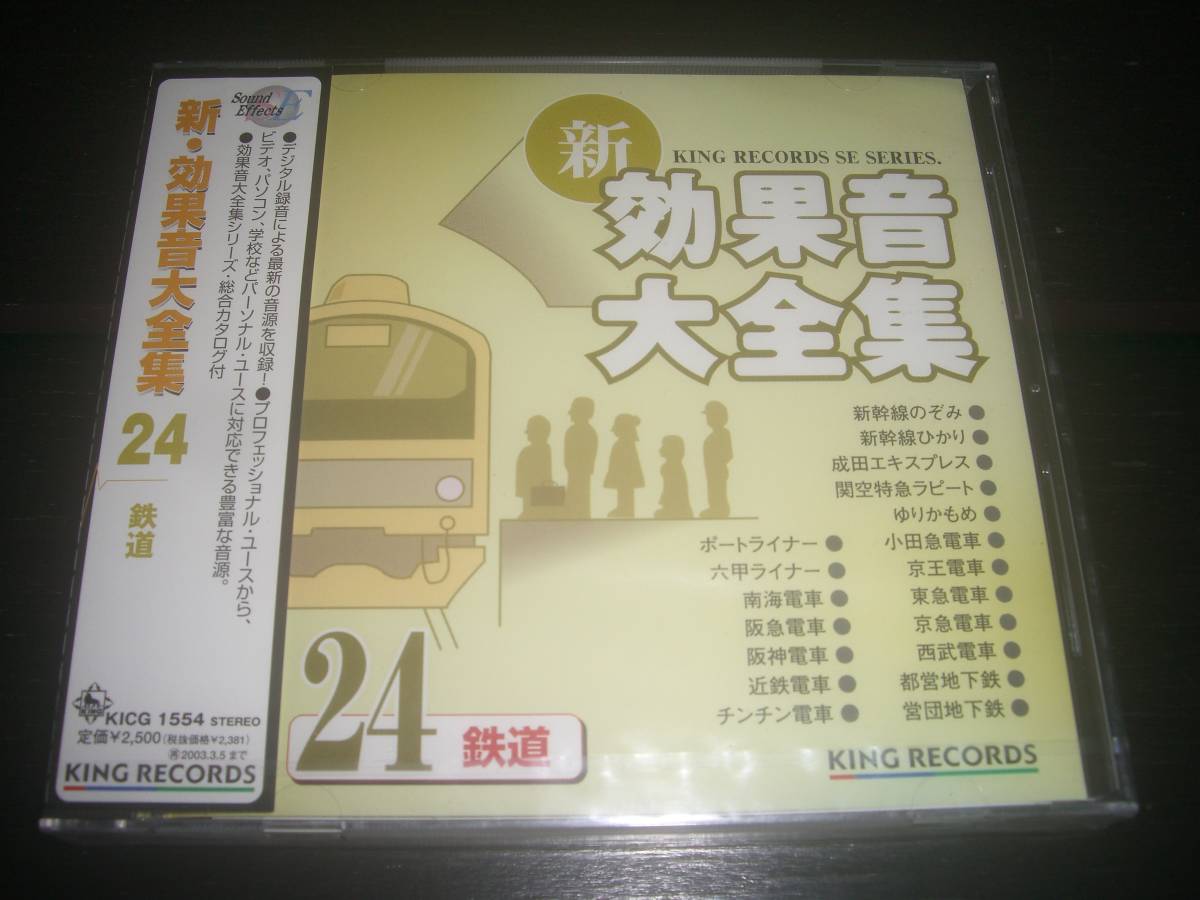 Sound
Effects
SE
新・効果音大全集
24
鉄道
●デジタル録音による最新の音源を収録!●プロフェッショナル・ユースから、
ビデオ、パソコン、学校などパーソナル・ユースに対応できる豊富な音源。
●効果音大全集シリーズ・総合カタログ付
KICG 1554 STEREO
定価¥2,500(税抜価格¥2,381)
2003.3.5まで
KING RECORDS
新
KING RECORDS SE SERIES.
効果音
大全集
新幹線のぞみ●
新幹線ひかり●
成田エキスプレス●
関空特急ラピート●
ゆりかもめ●
小田急電車●
京王電車●
東急電車●
京急電車●
西武電車●
都営地下鉄●
営団地下鉄●
ポートライナー●
六甲ライナー●
南海電車●
阪急電車●
阪神電車●
近鉄電車●
チンチン電車●
24
鉄道
KING RECORDS